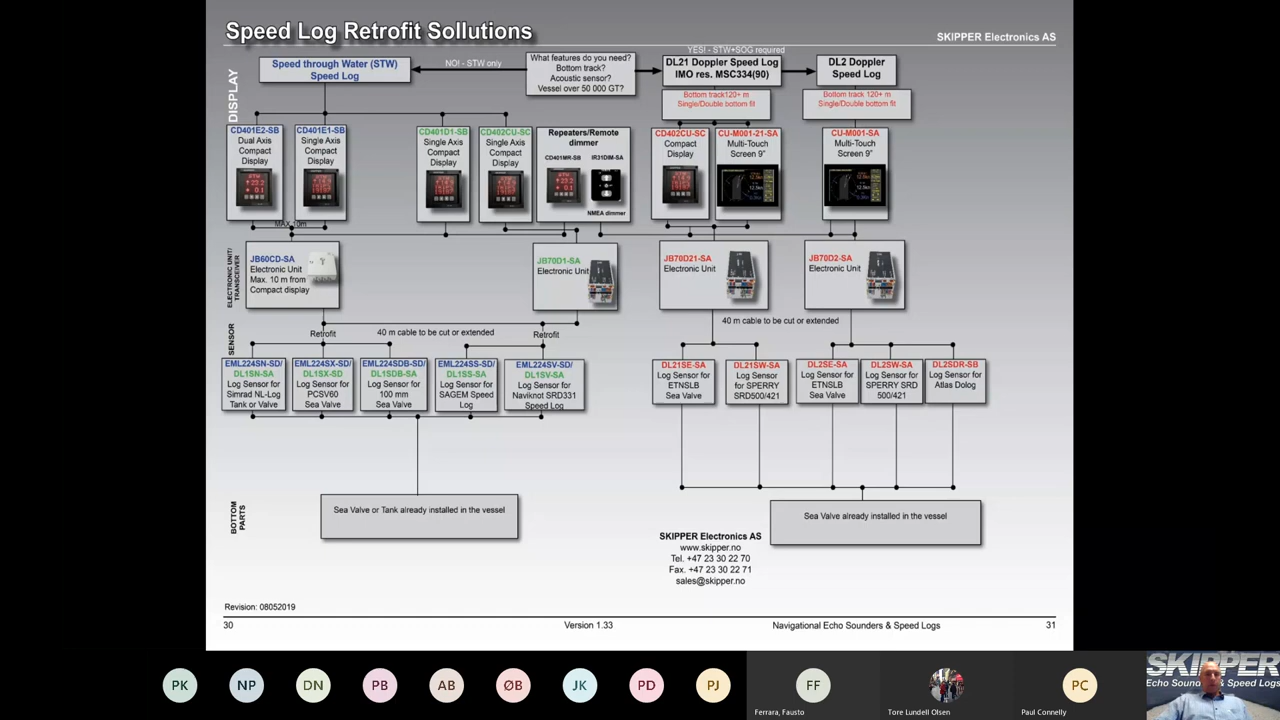 Speed Log Retrofit Sollutions
SKIPPER Electronics AS
DISPLAY
Speed through Water (STW)
Speed Log
NO! - STW only
What features do you need?
Bottom track?
Acoustic sensor?
Vessel over 50 000 GT?
YES! - STW+SOG required
DL21 Doppler Speed Log
IMO res. MSC334(90)
DL2 Doppler
Speed Log
Bottom track120+ m
Single/Double bottom fit
Bottom track 120+ m
Single/Double bottom fit
CD401E2-SB
Dual Axis
Compact
Display
CD401E1-SB
Single Axis
Compact
Display
CD401D1-SB
Single Axis
Compact
Display
CD402CU-SC
Single Axis
Compact
Display
Repeaters/Remote
dimmer
CD401MR-SB
IR31DIM-SA
NMEA dimmer
CD402CU-SC
Compact
Display
CU-M001-21-SA
Multi-Touch
Screen 9"
CU-M001-SA
Multi-Touch
Screen 9"
MAX 10m
ELECTRONIC UNIT/
TRANSCEIVER
JB60CD-SA
Electronic Unit
Max. 10 m from
Compact display
JB70D1-SA
Electronic Unit
JB70D21-SA
Electronic Unit
JB70D2-SA
Electronic Unit
SENSOR
Retrofit
40 m cable to be cut or extended
Retrofit
40 m cable to be cut or extended
EML224SN-SD/
DL1SN-SA
Log Sensor for
Simrad NL-Log
Tank or Valve
EML224SX-SD/
DL1SX-SD
Log Sensor for
PCSV60
Sea Valve
EML224SDB-SD/
DL1SDB-SA
Log Sensor for
100 mm
Sea Valve
EML224SS-SD/
DL1SS-SA
Log Sensor for
SAGEM Speed
Log
EML224SV-SD/
DL1SV-SA
Log Sensor for
Naviknot SRD331
Speed Log
DL21SE-SA
Log Sensor for
ETNSLB
Sea Valve
DL21SW-SA
Log Sensor
for SPERRY
SRD500/421
DL2SE-SA
Log Sensor for
ETNSLB
Sea Valve
DL2SW-SA
Log Sensor for
SPERRY SRD
500/421
DL2SDR-SB
Log Sensor for
Atlas Dolog
BOTTOM
PARTS
Sea Valve or Tank already installed in the vessel
Sea Valve already installed in the vessel
SKIPPER Electronics AS
www.skipper.no
Tel. +47 23 30 22 70
Fax. +47 23 30 22 71
sales@skipper.no
Revision: 08052019
30
Version 1.33
Navigational Echo Sounders & Speed Logs
31
PK
NP
DN
PB
AB
ØB
JK
PD
PJ
FF
Ferrara, Fausto
Tore Lundell Olsen
PC
Paul Connelly
SKIPPER
Echo Sound
& Speed Logs